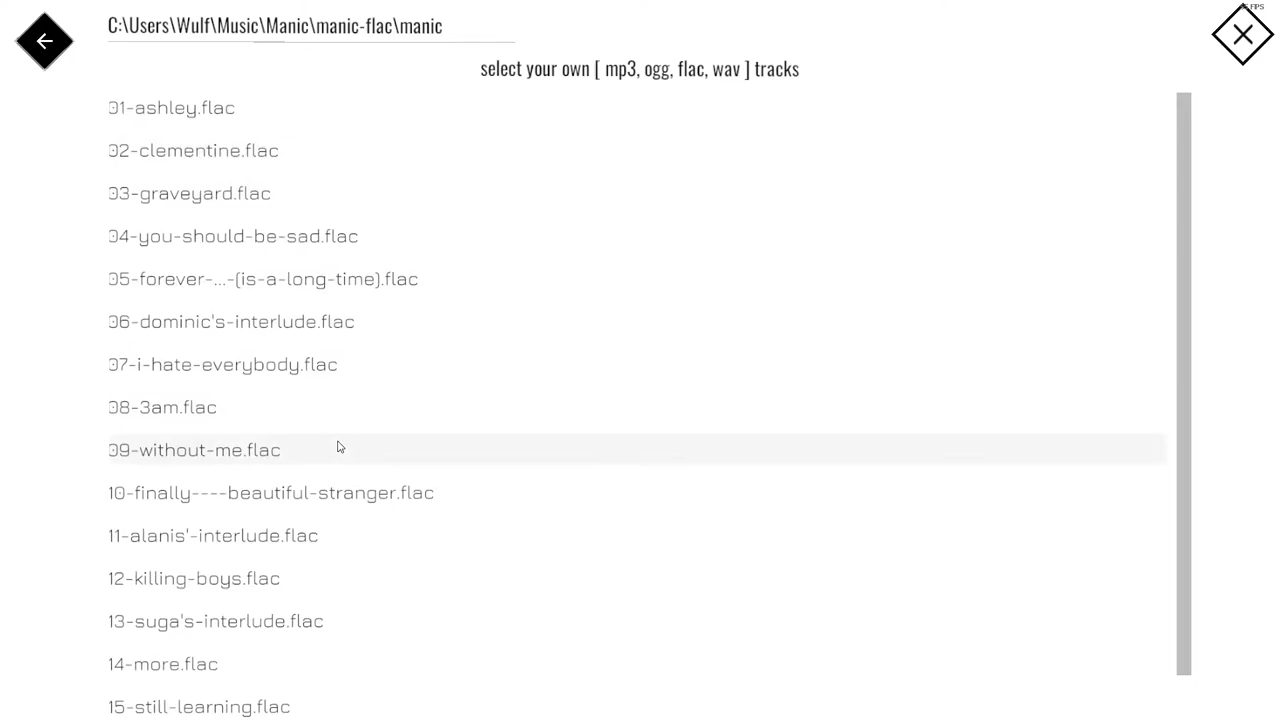 FPS
C:\Users\Wulf\Music\Manic\manic-flac\manic
select your own [ mp3, ogg, flac, wav ] tracks
01-ashley.flac
02-clementine.flac
03-graveyard.flac
04-you-should-be-sad.flac
05-forever-...-(is-a-long-time).flac
06-dominic's-interlude.flac
07-i-hate-everybody.flac
08-3am.flac
09-without-me.flac
10-finally----beautiful-stranger.flac
11-alanis'-interlude.flac
12-killing-boys.flac
13-suga's-interlude.flac
14-more.flac
15-still-learning.flac